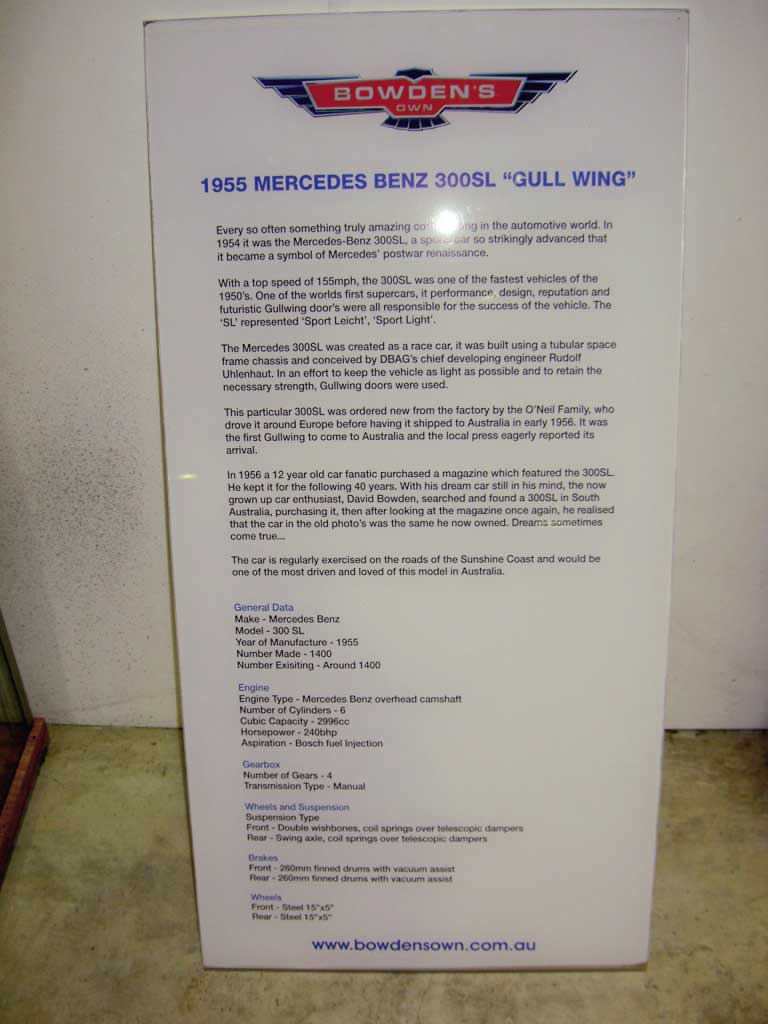 BOWDEN'S
OWN
1955 MERCEDES BENZ 300SL “GULL WING”
Every so often something truly amazing in the automotive world. In
1954 it was the Mercedes-Benz 300SL, a sports car so strikingly advanced that
it became a symbol of Mercedes' postwar renaissance.
With a top speed of 155mph, the 300SL was one of the fastest vehicles of the
1950's. One of the worlds first supercars, it performance, design, reputation and
futuristic Gullwing door's were all responsible for the success of the vehicle. The
'SL' represented 'Sport Leicht', 'Sport Light'.
The Mercedes 300SL was created as a race car, it was built using a tubular space
frame chassis and conceived by DBAG's chief developing engineer Rudolf
Uhlenhaut. In an effort to keep the vehicle as light as possible and to retain the
necessary strength, Gullwing doors were used.
This particular 300SL was ordered new from the factory by the O'Neil Family, who
drove it around Europe before having it shipped to Australia in early 1956. It was
the first Gullwing to come to Australia and the local press eagerly reported its
arrival.
In 1956 a 12 year old car fanatic purchased a magazine which featured the 300SL.
He kept it for the following 40 years. With his dream car still in his mind, the now
grown up car enthusiast, David Bowden, searched and found a 300SL in South
Australia, purchasing it, then after looking at the magazine once again, he realised
that the car in the old photo's was the same he now owned. Dreams sometimes
come true...
The car is regularly exercised on the roads of the Sunshine Coast and would be
one of the most driven and loved of this model in Australia.
General Data
Make - Mercedes Benz
Model - 300 SL
Year of Manufacture - 1955
Number Made - 1400
Number Exisiting - Around 1400
Engine
Engine Type - Mercedes Benz overhead camshaft
Number of Cylinders - 6
Cubic Capacity - 2996cc
Horsepower - 240bhp
Aspiration - Bosch fuel Injection
Gearbox
Number of Gears - 4
Transmission Type - Manual
Wheels and Suspension
Suspension Type
Front - Double wishbones, coil springs over telescopic dampers
Rear - Swing axle, coil springs over telescopic dampers
Brakes
Front - 260mm finned drums with vacuum assist
Rear - 260mm finned drums with vacuum assist
Wheels
Front - Steel 15"x5"
Rear - Steel 15"x5"
www.bowdensown.com.au